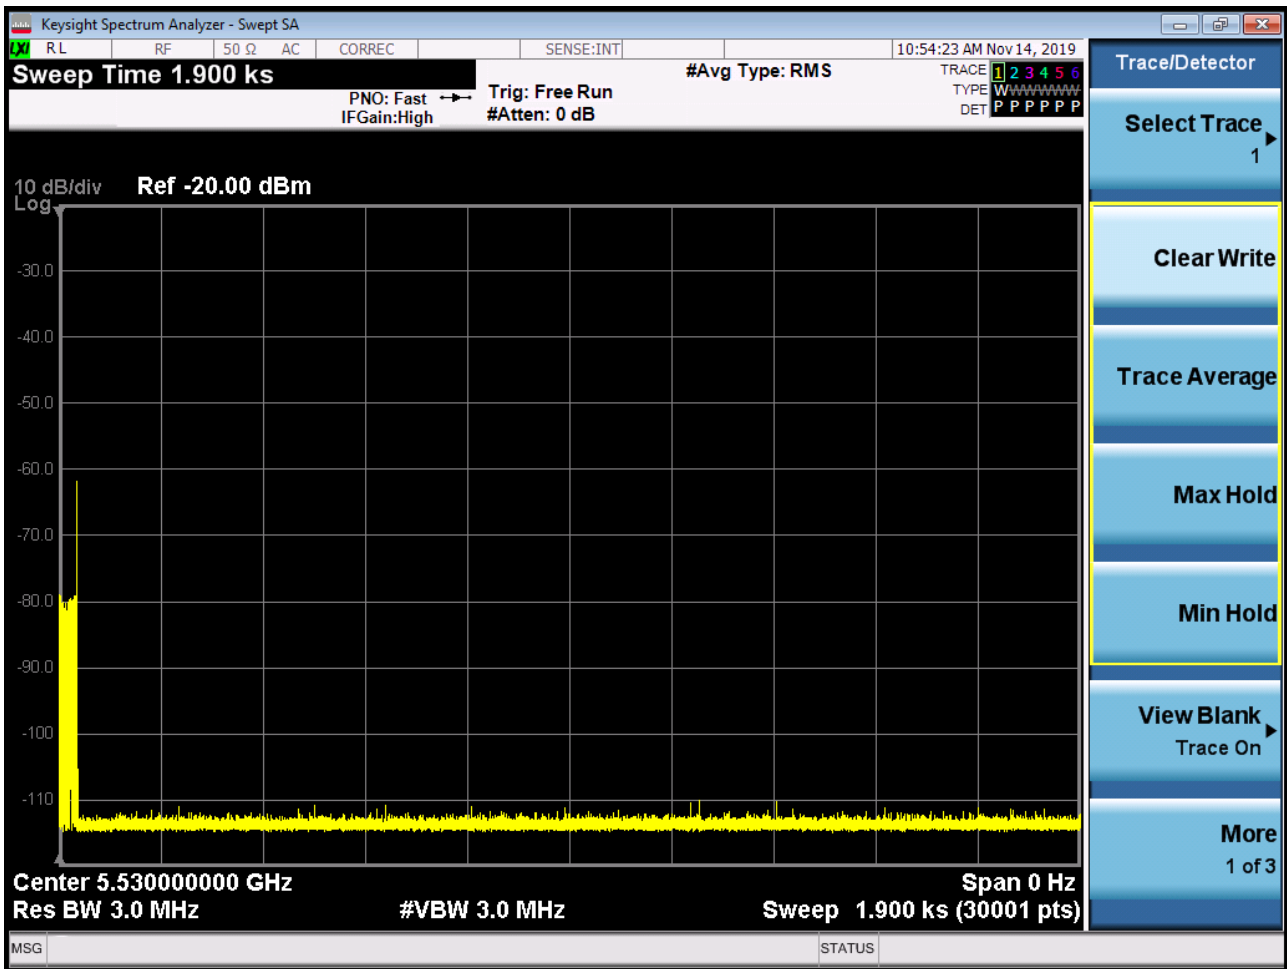 Keysight Spectrum Analyzer - Swept SA
LXI RL RF 50 Ω AC CORREC SENSE:INT 10:54:23 AM Nov 14, 2019
Sweep Time 1.900 ks
PNO: Fast
IFGain:High
Trig: Free Run
#Atten: 0 dB
#Avg Type: RMS
TRACE 1 2 3 4 5 6
TYPE WWWWWW
DET P P P P P P
10 dB/div
Log
Ref -20.00 dBm
-30.0
-40.0
-50.0
-60.0
-70.0
-80.0
-90.0
-100
-110
Center 5.530000000 GHz Span 0 Hz
Res BW 3.0 MHz #VBW 3.0 MHz Sweep 1.900 ks (30001 pts)
MSG STATUS
Trace/Detector
Select Trace
1
Clear Write
Trace Average
Max Hold
Min Hold
View Blank
Trace On
More
1 of 3